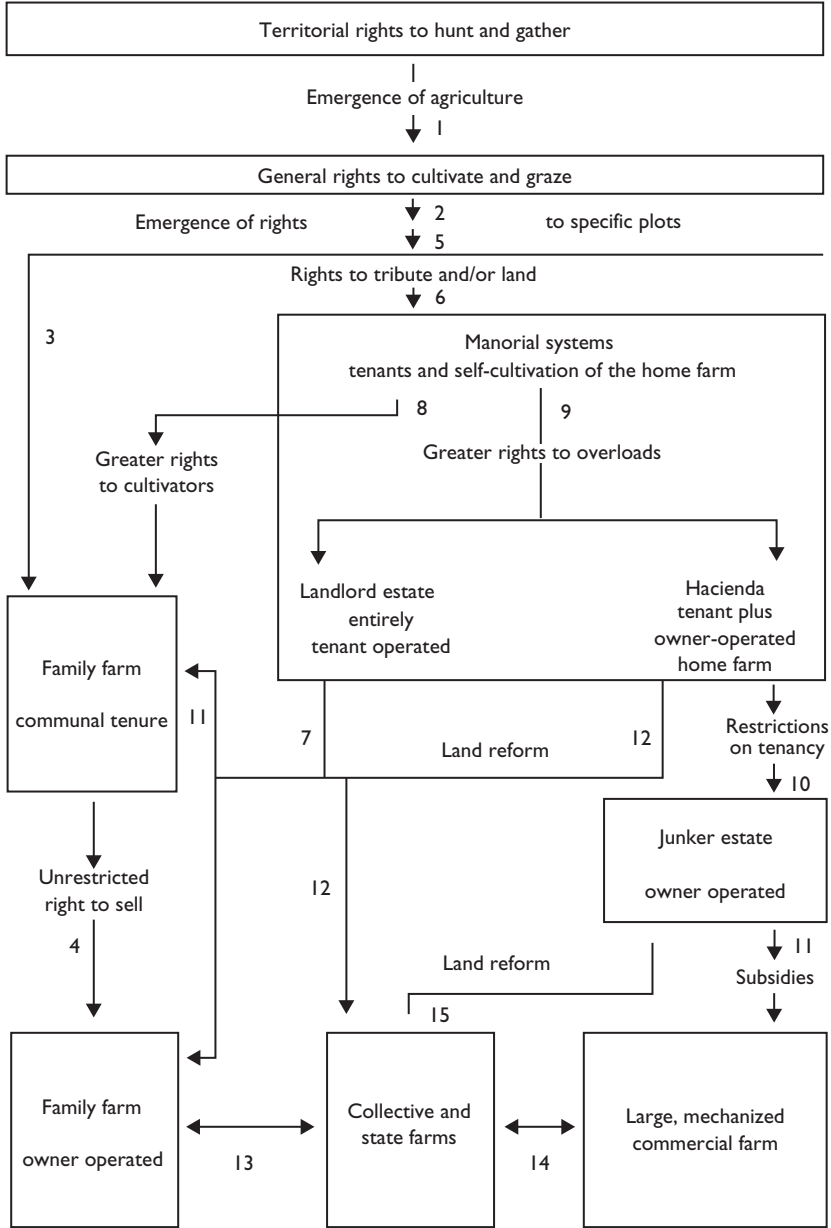 Territorial rights to hunt and gather
Emergence of agriculture
1
General rights to cultivate and graze
2
Emergence of rights
to specific plots
5
Rights to tribute and/or land
6
3
Manorial systems
tenants and self-cultivation of the home farm
8
9
Greater rights
to cultivators
Greater rights to overloads
Landlord estate
entirely
tenant operated
Hacienda
tenant plus
owner-operated
home farm
Family farm
communal tenure
11
7
Land reform
12
Restrictions
on tenancy
10
Junker estate
owner operated
Unrestricted
right to sell
4
12
Land reform
15
11
Subsidies
Family farm
owner operated
13
Collective and
state farms
14
Large, mechanized
commercial farm